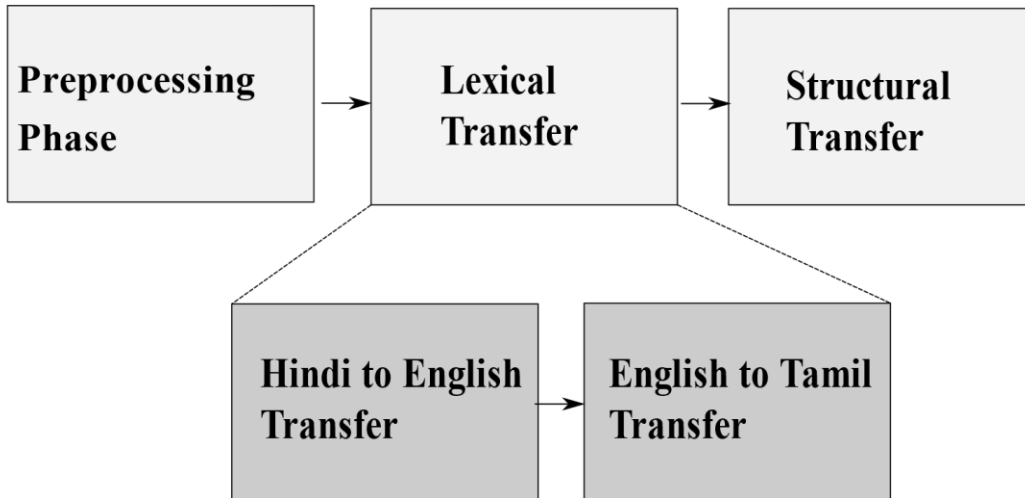 Preprocessing
Phase
Lexical
Transfer
Structural
Transfer
Hindi to English
Transfer
English to Tamil
Transfer